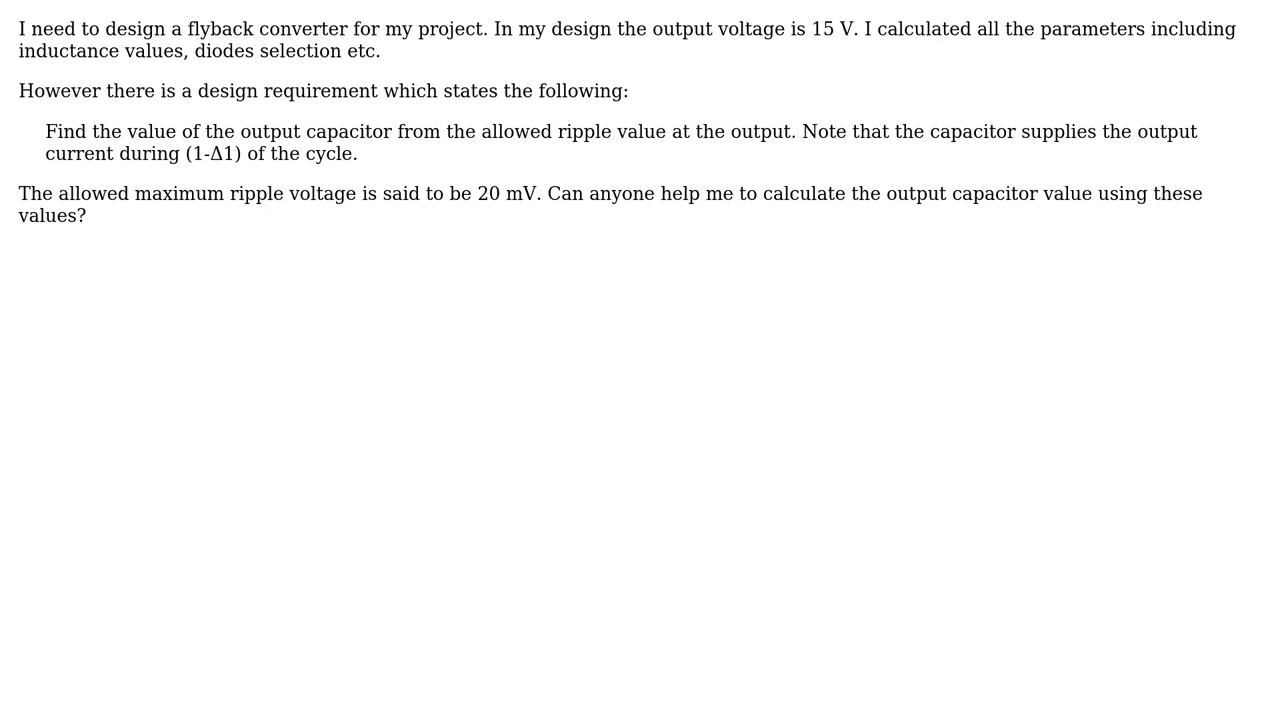 I need to design a flyback converter for my project. In my design the output voltage is 15 V. I calculated all the parameters including
inductance values, diodes selection etc.
However there is a design requirement which states the following:
Find the value of the output capacitor from the allowed ripple value at the output. Note that the capacitor supplies the output
current during (1-Δ1) of the cycle.
The allowed maximum ripple voltage is said to be 20 mV. Can anyone help me to calculate the output capacitor value using these
values?